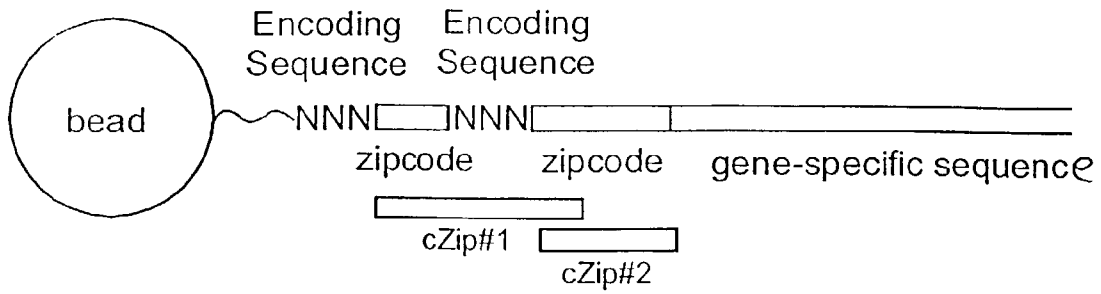 Encoding Encoding
Sequence Sequence
bead
NNN NNN
zipcode zipcode gene-specific sequence
cZip#1
cZip#2